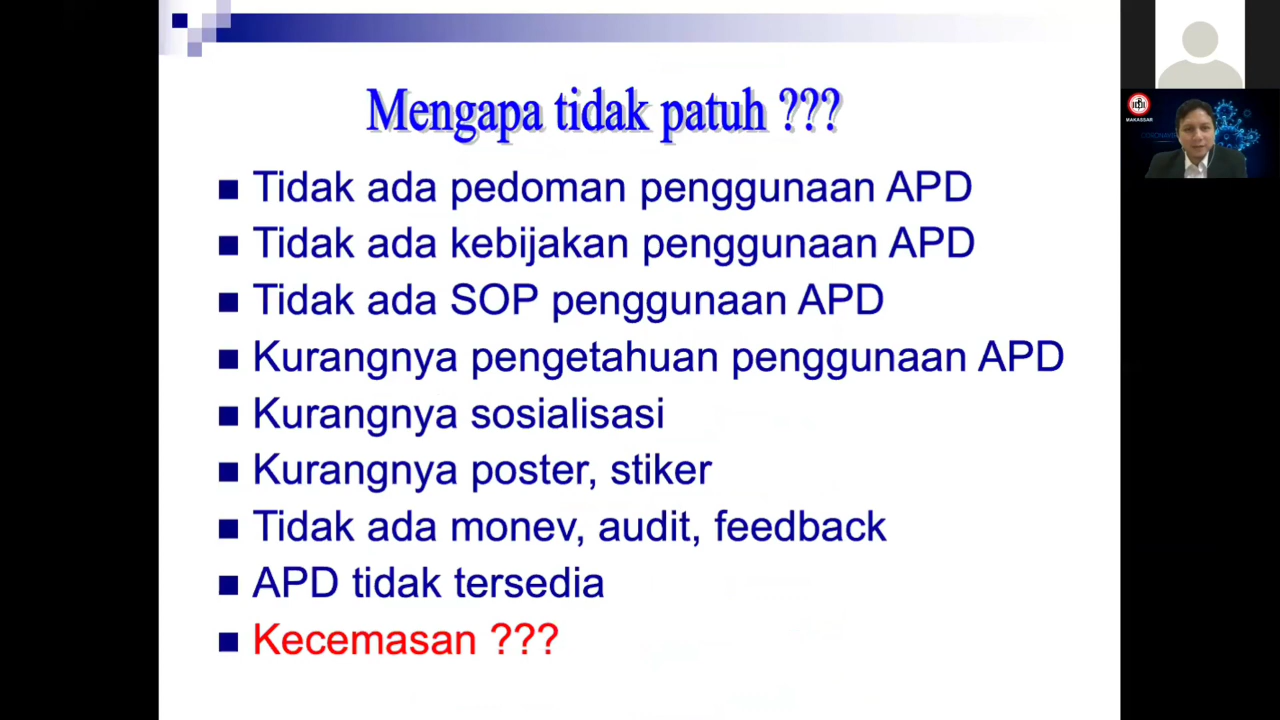 Mengapa tidak patuh ???
Tidak ada pedoman penggunaan APD
Tidak ada kebijakan penggunaan APD
Tidak ada SOP penggunaan APD
Kurangnya pengetahuan penggunaan APD
Kurangnya sosialisasi
Kurangnya poster, stiker
Tidak ada monev, audit, feedback
APD tidak tersedia
Kecemasan ???
MAKASSAR